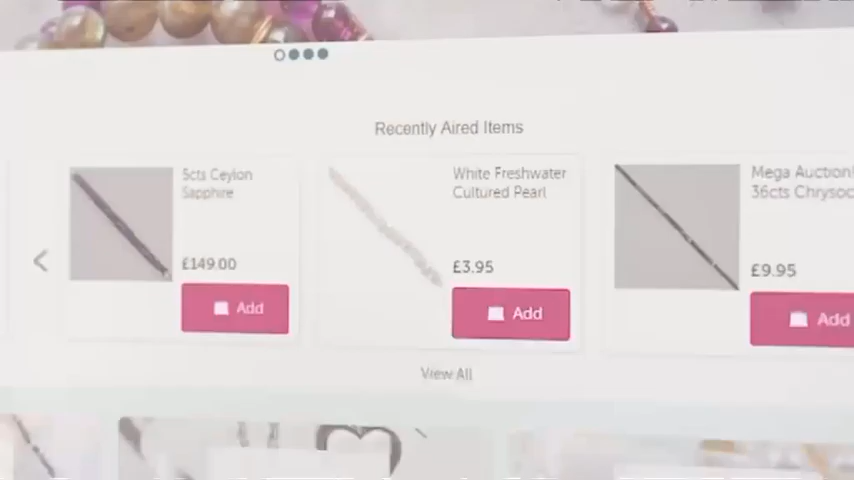 Recently Aired Items
5cts Ceylon
Sapphire
£149.00
Add
White Freshwater
Cultured Pearl
£3.95
Add
Mega Auction!
36cts
£9.95
Add
View All